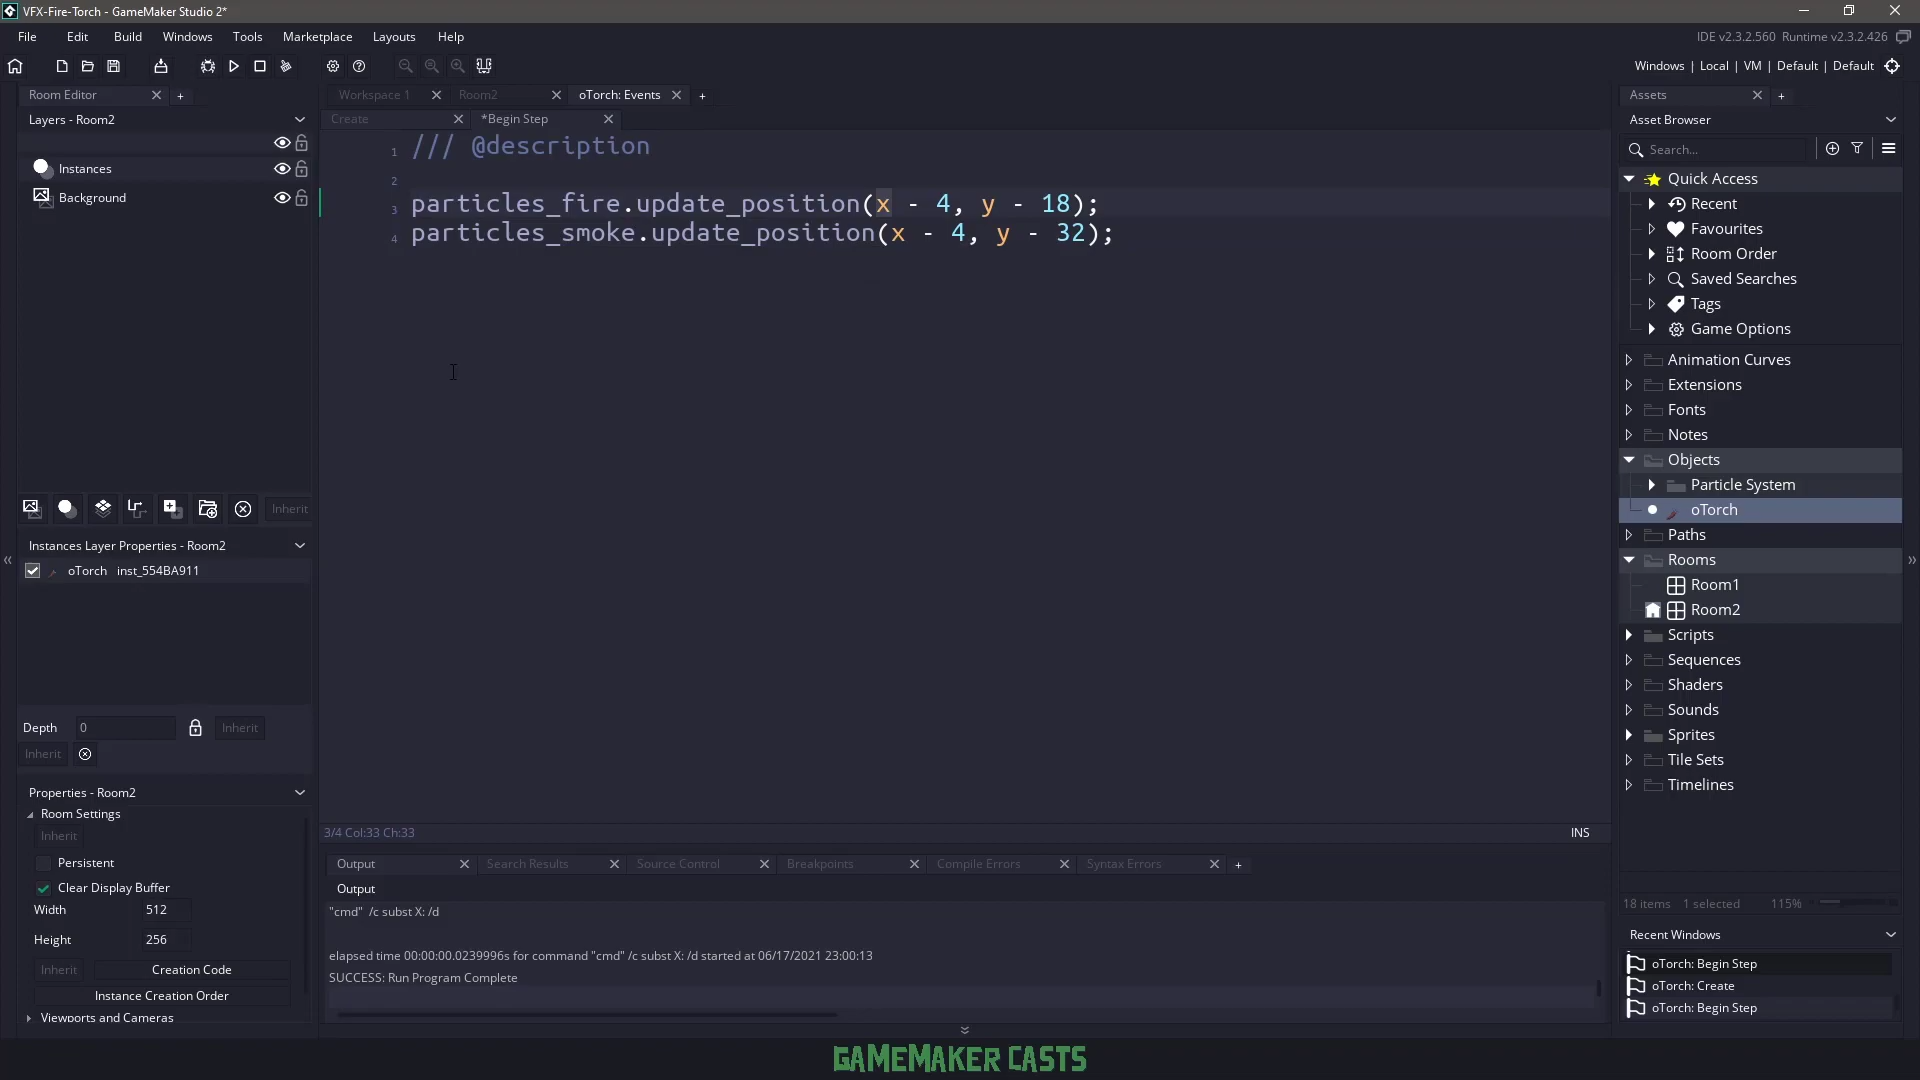 VFX-Fire-Torch - GameMaker Studio 2*
File Edit Build Windows Tools Marketplace Layouts Help
IDE v2.3.2.560 Runtime v2.3.2.426
Windows | Local | VM | Default | Default
Room Editor
Workspace 1 Room2 oTorch: Events
Assets
Layers - Room2
Create *Begin Step
Asset Browser
Instances
Background
1 /// @description
2
3 particles_fire.update_position(x - 4, y - 18);
4 particles_smoke.update_position(x - 4, y - 32);
Search...
Quick Access
Recent
Favourites
Room Order
Saved Searches
Tags
Game Options
Animation Curves
Extensions
Fonts
Notes
Objects
Particle System
oTorch
Paths
Rooms
Room1
Room2
Scripts
Sequences
Shaders
Sounds
Sprites
Tile Sets
Timelines
Inherit
Instances Layer Properties - Room2
oTorch inst_554BA911
Depth 0 Inherit
Inherit
Properties - Room2
Room Settings
Inherit
Persistent
Clear Display Buffer
Width 512
Height 256
Inherit Creation Code
Instance Creation Order
Viewports and Cameras
3/4 Col:33 Ch:33 INS
Output Search Results Source Control Breakpoints Compile Errors Syntax Errors
Output
"cmd" /c subst X: /d
elapsed time 00:00:00.0239996s for command "cmd" /c subst X: /d started at 06/17/2021 23:00:13
SUCCESS: Run Program Complete
18 items 1 selected 115%
Recent Windows
oTorch: Begin Step
oTorch: Create
oTorch: Begin Step
GAMEMAKER CASTS